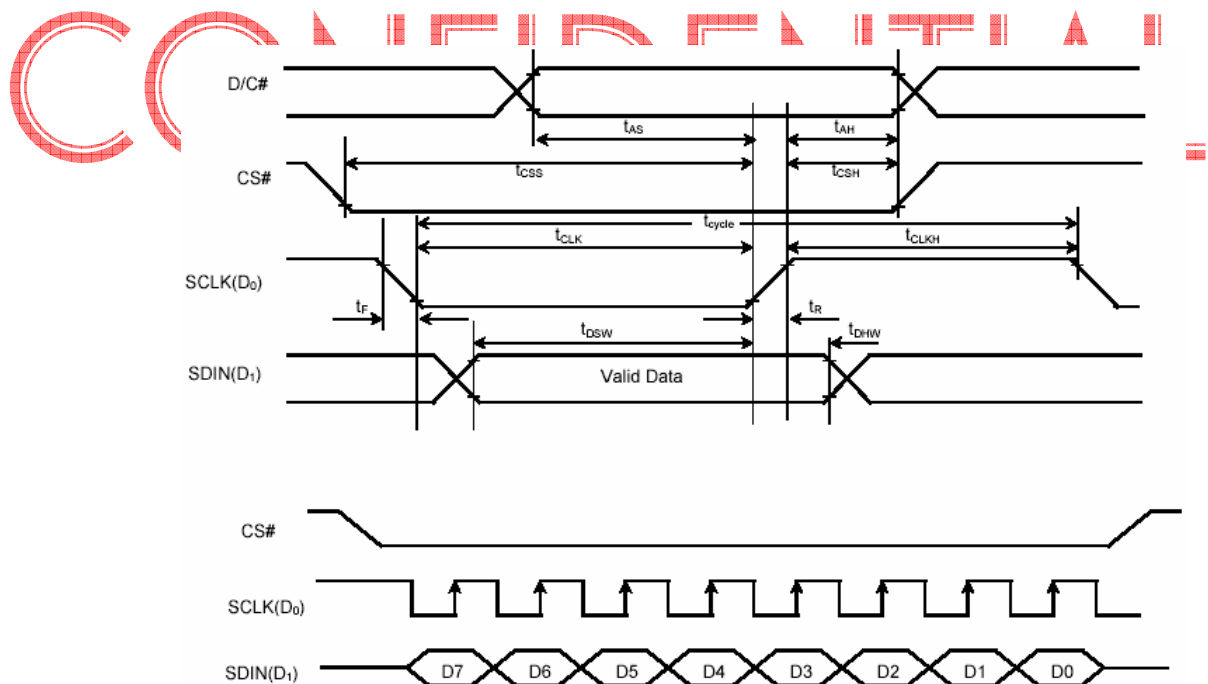 CONFIDENTIAL
D/C#
tAS
tAH
CS#
tCSS
tCSH
tcycle
tCLK
tCLKH
SCLK(D0)
tF
tR
tDSW
tDHW
SDIN(D1)
Valid Data
CS#
SCLK(D0)
SDIN(D1)
D7 D6 D5 D4 D3 D2 D1 D0